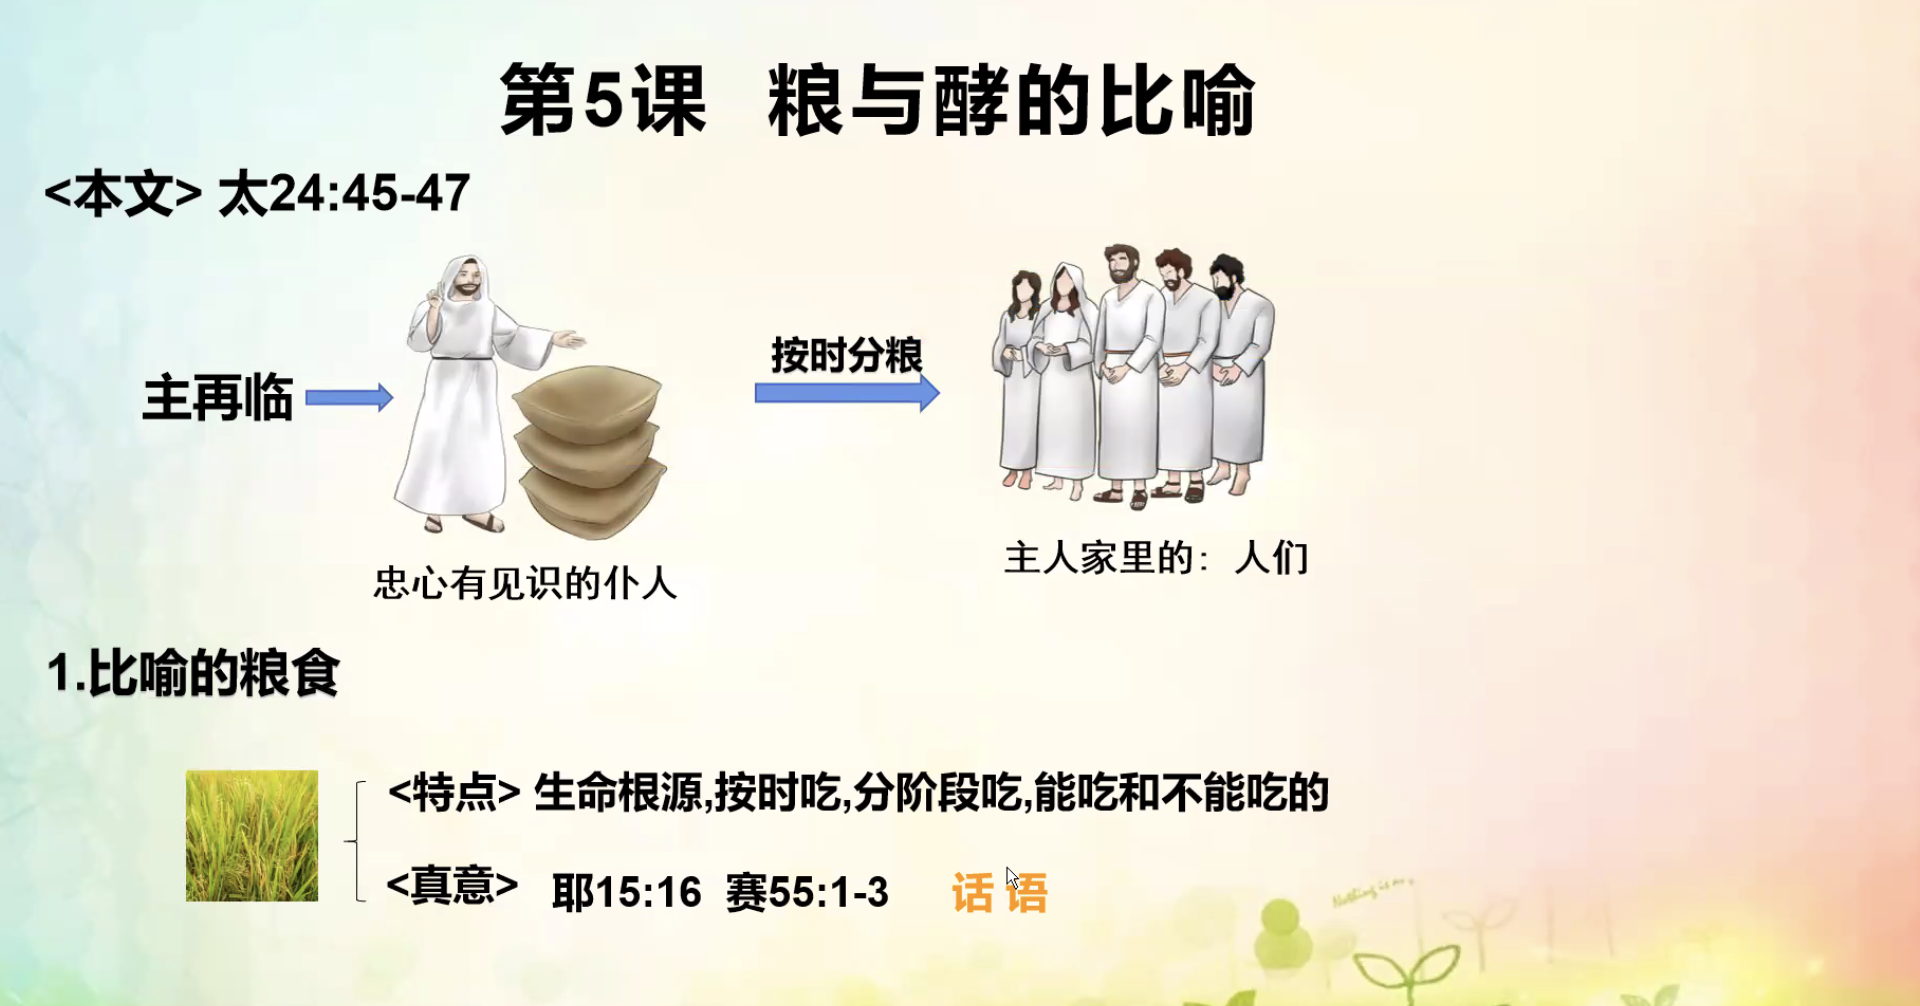 第5课 粮与酵的比喻
<本文> 太24:45-47
主再临
按时分粮
忠心有见识的仆人
主人家里的：人们
1.比喻的粮食
<特点> 生命根源,按时吃,分阶段吃,能吃和不能吃的
<真意> 耶15:16 赛55:1-3 话语